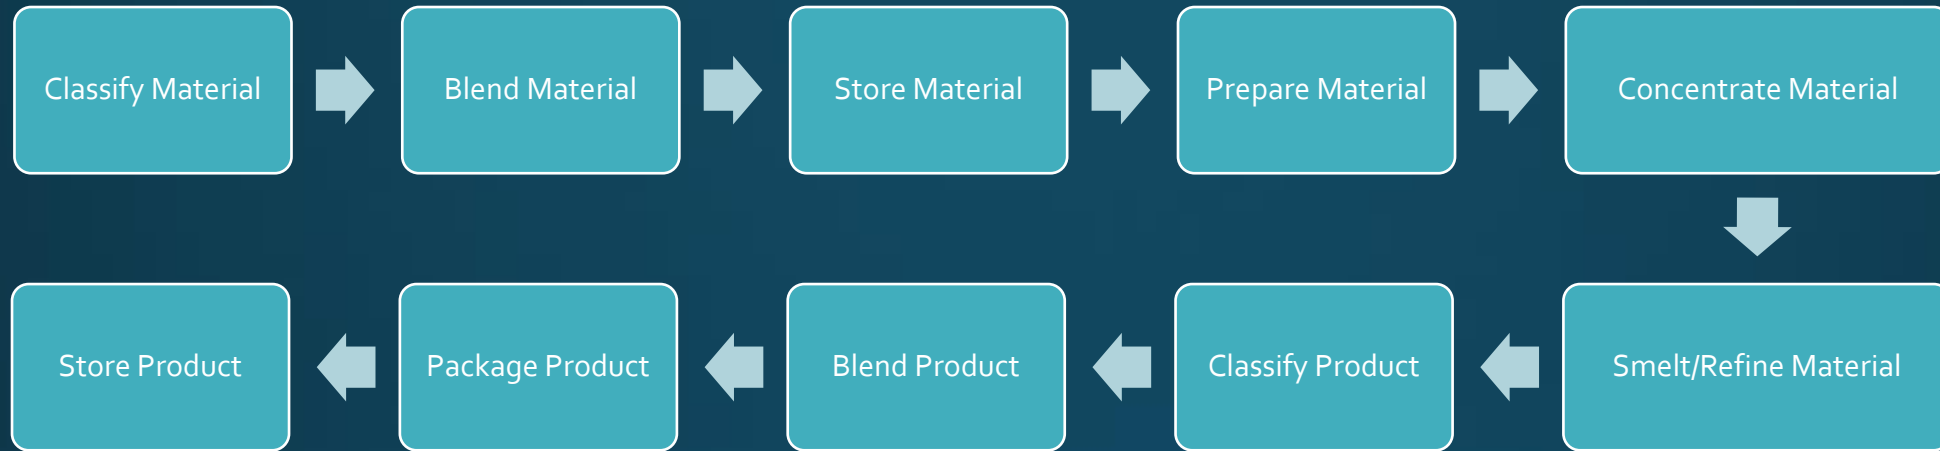 Classify Material
Blend Material
Store Material
Prepare Material
Concentrate Material
Smelt/Refine Material
Classify Product
Blend Product
Package Product
Store Product